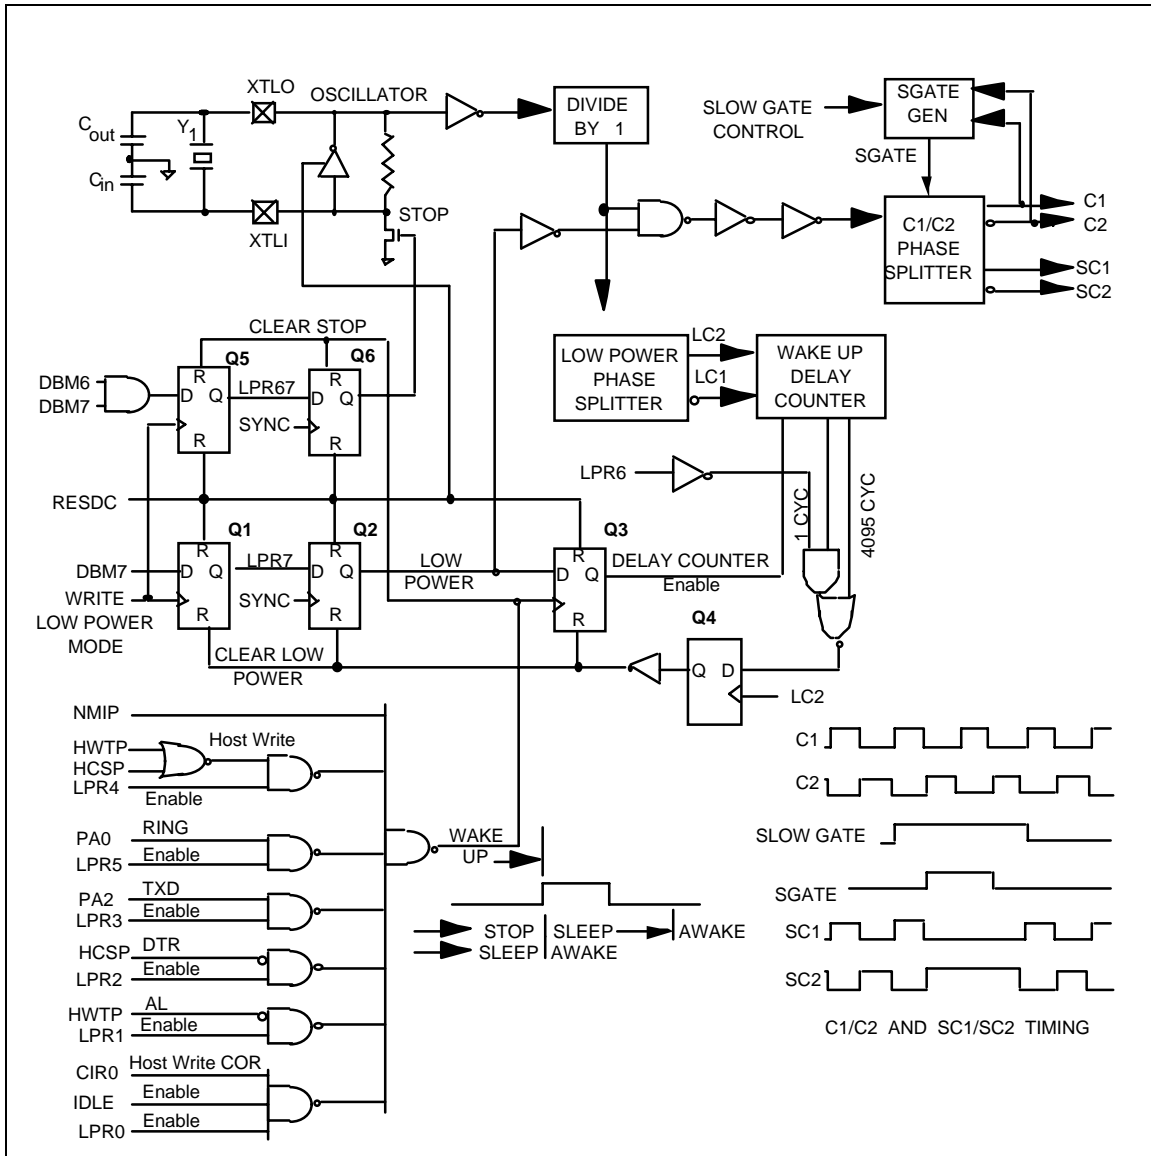 XTLO
OSCILLATOR
Cout
Y1
Cin
XTLI
STOP
DIVIDE
BY 1
SLOW GATE
CONTROL
SGATE
GEN
SGATE
C1/C2
PHASE
SPLITTER
C1
C2
SC1
SC2
CLEAR STOP
Q5
Q6
DBM6
DBM7
R
D Q
R
LPR67
SYNC
R
D Q
R
LOW POWER
PHASE
SPLITTER
LC2
LC1
WAKE UP
DELAY
COUNTER
LPR6
1 CYC
4095 CYC
RESDC
Q1
Q2
Q3
DBM7
WRITE
LOW POWER
MODE
R
D Q
R
LPR7
SYNC
R
D Q
R
LOW
POWER
R
D Q
R
DELAY COUNTER
Enable
Q4
Q D
LC2
CLEAR LOW
POWER
NMIP
HWTP
HCSP
LPR4
Host Write
Enable
PA0
RING
LPR5
Enable
PA2
TXD
LPR3
Enable
HCSP
DTR
LPR2
Enable
HWTP
AL
LPR1
Enable
CIR0
Host Write COR
IDLE
Enable
LPR0
Enable
WAKE
UP
STOP
SLEEP
AWAKE
SLEEP
AWAKE
C1
C2
SLOW GATE
SGATE
SC1
SC2
C1/C2 AND SC1/SC2 TIMING